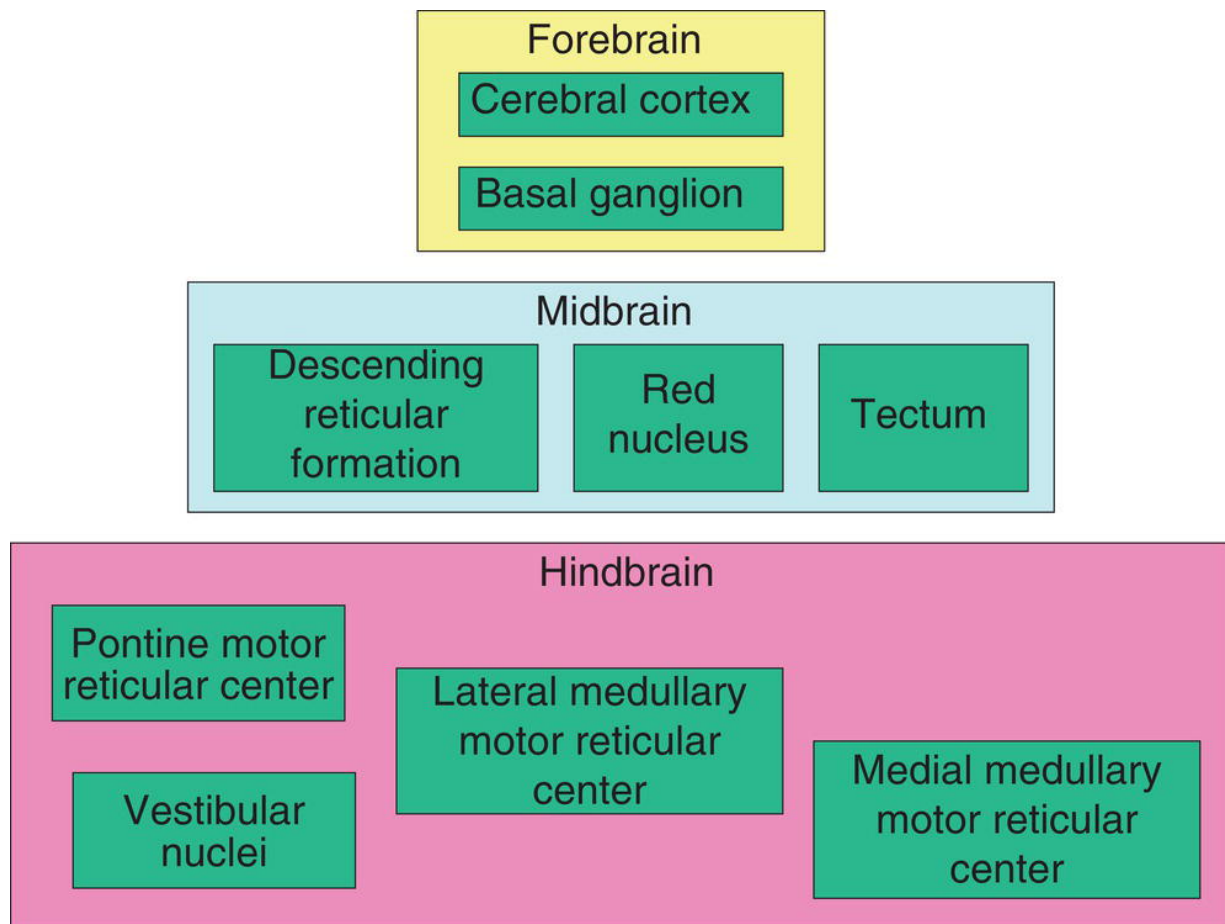 Forebrain
Cerebral cortex
Basal ganglion
Midbrain
Descending
reticular
formation
Red
nucleus
Tectum
Hindbrain
Pontine motor
reticular center
Vestibular
nuclei
Lateral medullary
motor reticular
center
Medial medullary
motor reticular
center